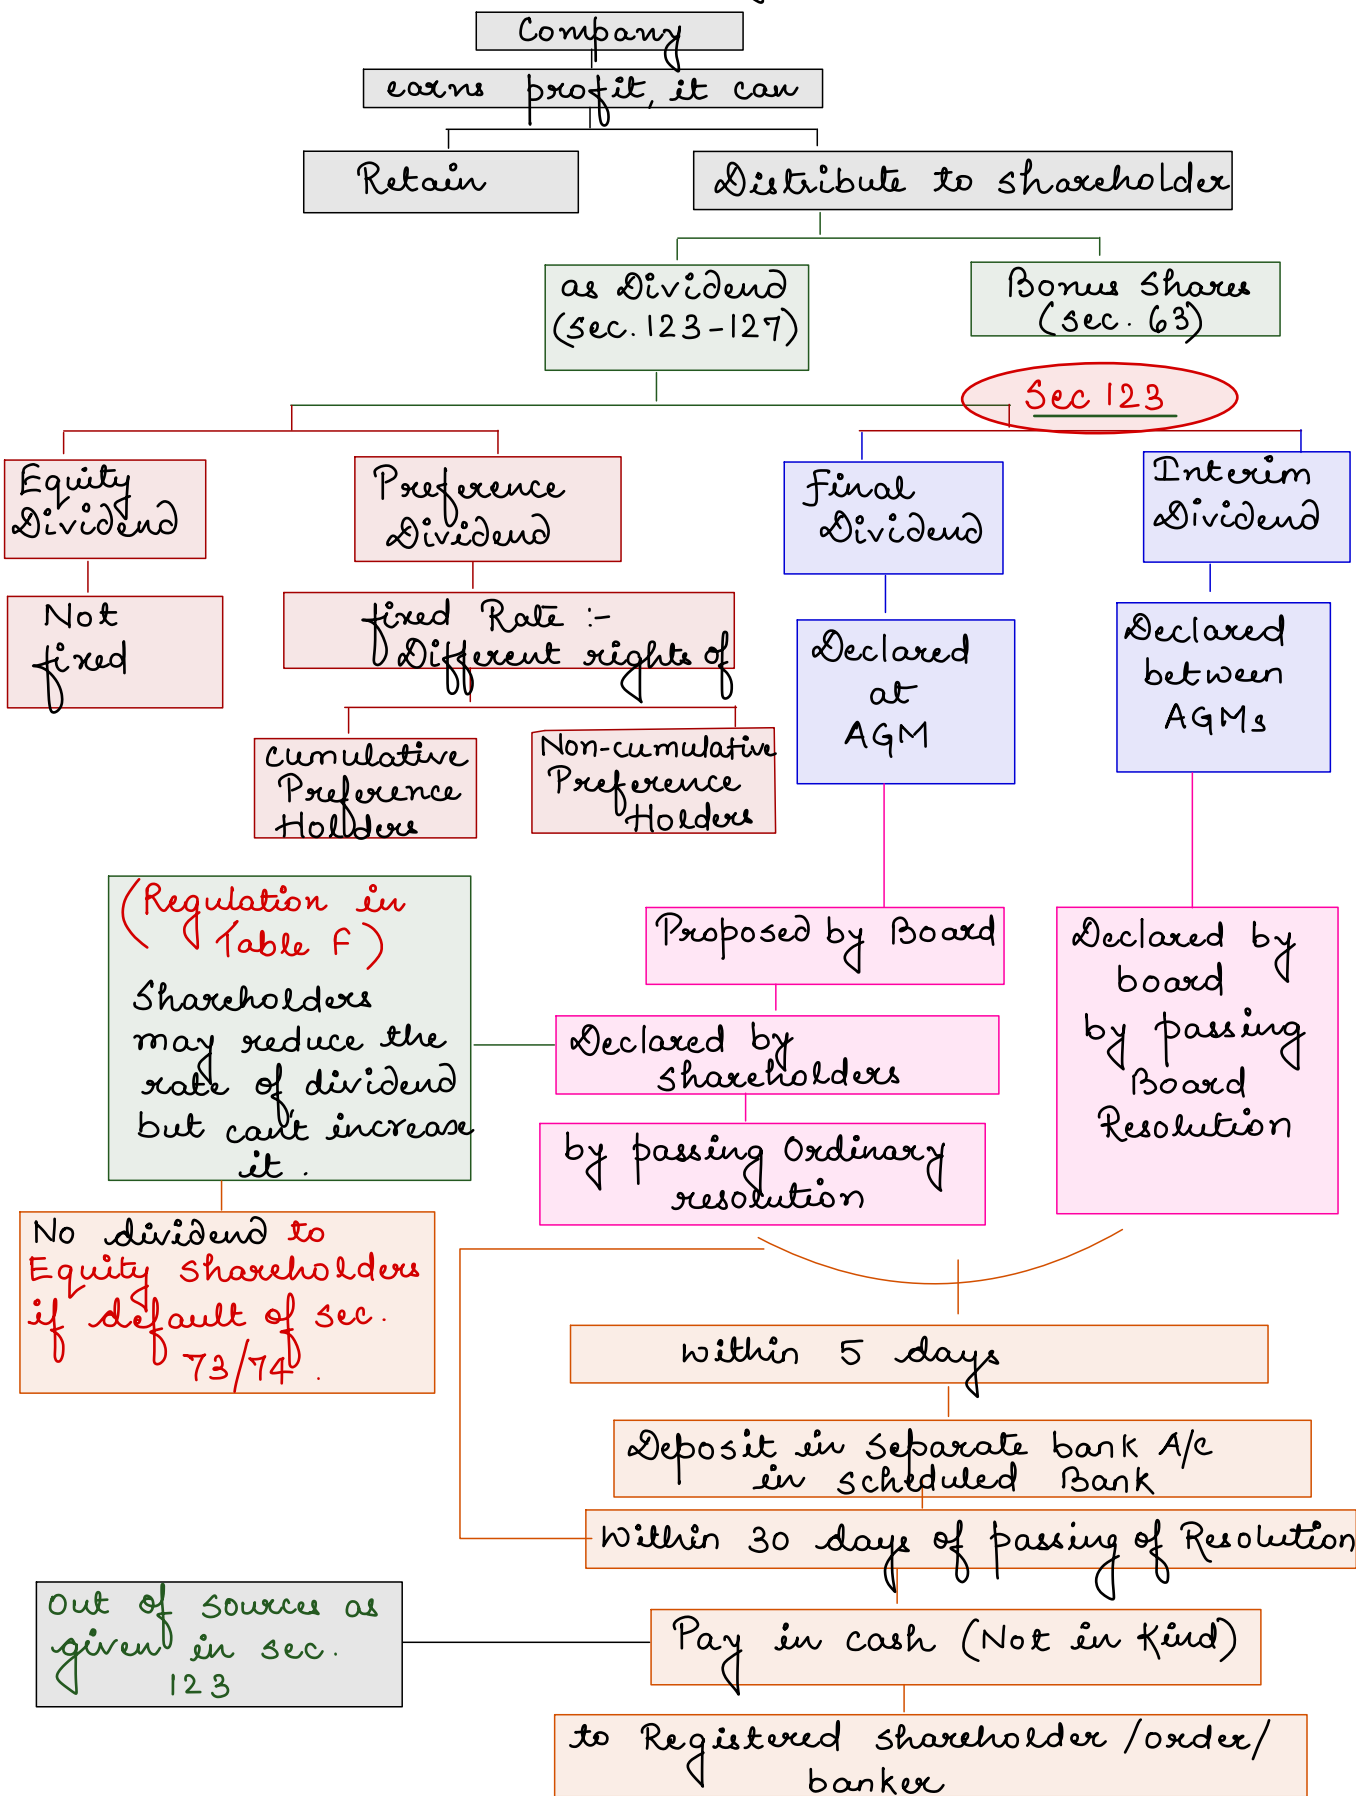 Company
earns profit, it can
Retain
Distribute to shareholder
as Dividend
(sec. 123-127)
Bonus Shares
(sec. 63)
Sec 123
Equity
Dividend
Preference
Dividend
Final
Dividend
Interim
Dividend
Not
fixed
fixed Rate :-
Different rights of
Declared
at
AGM
Declared
between
AGMs
Cumulative
Preference
Holders
Non-cumulative
Preference
Holders
(Regulation in
Table F)
Shareholders
may reduce the
rate of dividend
but can't increase
it.
Proposed by Board
Declared by
shareholders
by passing Ordinary
resolution
Declared by
board
by passing
Board
Resolution
No dividend to
Equity shareholders
if default of sec.
73/74.
within 5 days
Deposit in separate bank A/c
in scheduled Bank
Within 30 days of passing of Resolution
Out of sources as
given in sec.
123
Pay in cash (Not in Kind)
to Registered shareholder /order/
banker